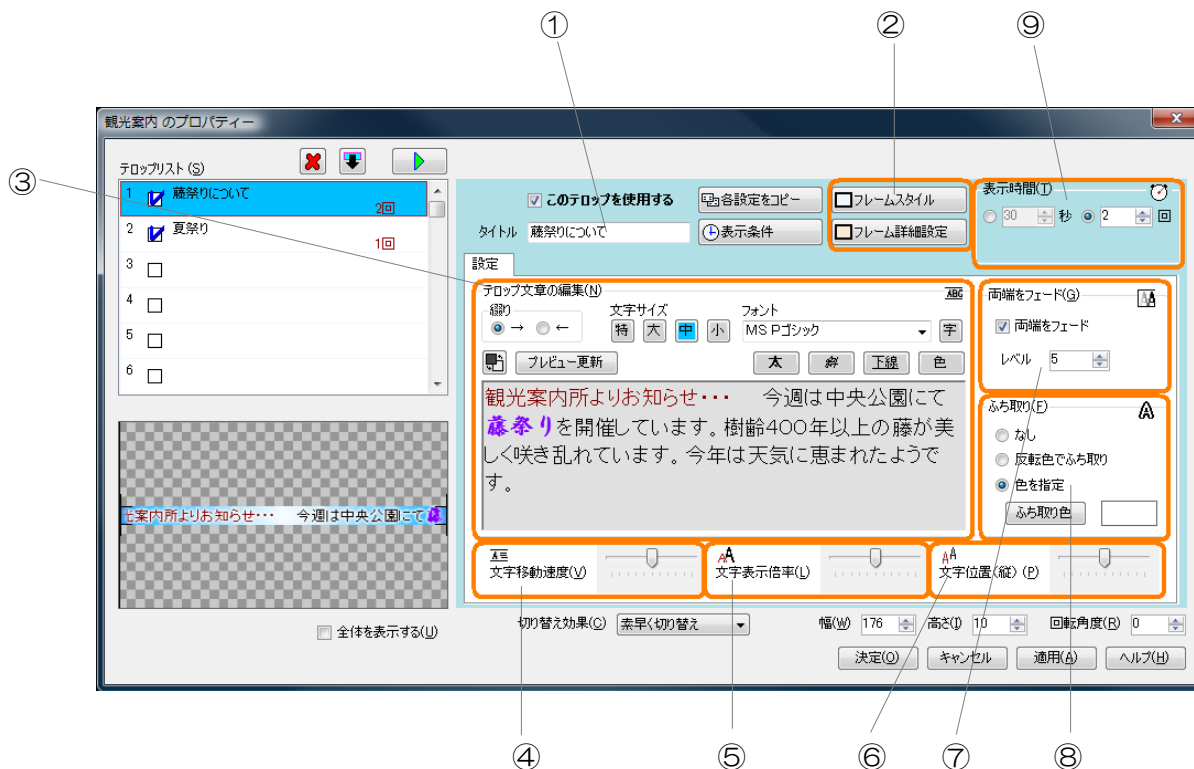 ① ② ⑨
観光案内 のプロパティー
③
テロップリスト(S)
1 藤祭りについて
2回
2 夏祭り
1回
3
4
5
6
このテロップを使用する
各設定をコピー
フレームスタイル
タイトル 藤祭りについて
表示条件
フレーム詳細設定
表示時間(T)
30 秒 2 回
設定
テロップ文章の編集(N)
ABC
綴り
→ ←
文字サイズ
特 大 中 小
フォント
MS Pゴシック
字
プレビュー更新
太 斜 下線 色
観光案内所よりお知らせ・・・ 今週は中央公園にて
藤祭りを開催しています。樹齢400年以上の藤が美
しく咲き乱れています。今年は天気に恵まれたようで
す。
両端をフェード(G)
AA
両端をフェード
レベル 5
ふち取り(F)
A
なし
反転色でふち取り
色を指定
ふち取り色
文字移動速度(V)
AA
文字表示倍率(L)
AA
文字位置(縦)(P)
光案内所よりお知らせ・・・ 今週は中央公園にて藤
全体を表示する(U)
切り替え効果(C) 素早く切り替え
幅(W) 176 高さ(I) 10 回転角度(R) 0
決定(O) キャンセル 適用(A) ヘルプ(H)
④ ⑤ ⑥ ⑦ ⑧